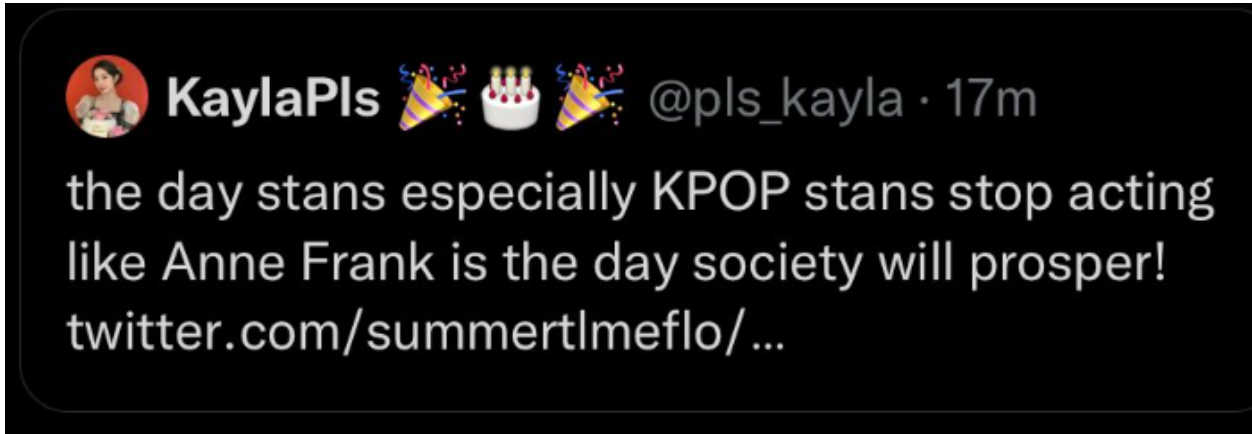 KaylaPls 🎉🎂🎉 @pls_kayla · 17m
the day stans especially KPOP stans stop acting
like Anne Frank is the day society will prosper!
twitter.com/summertlmeflo/...